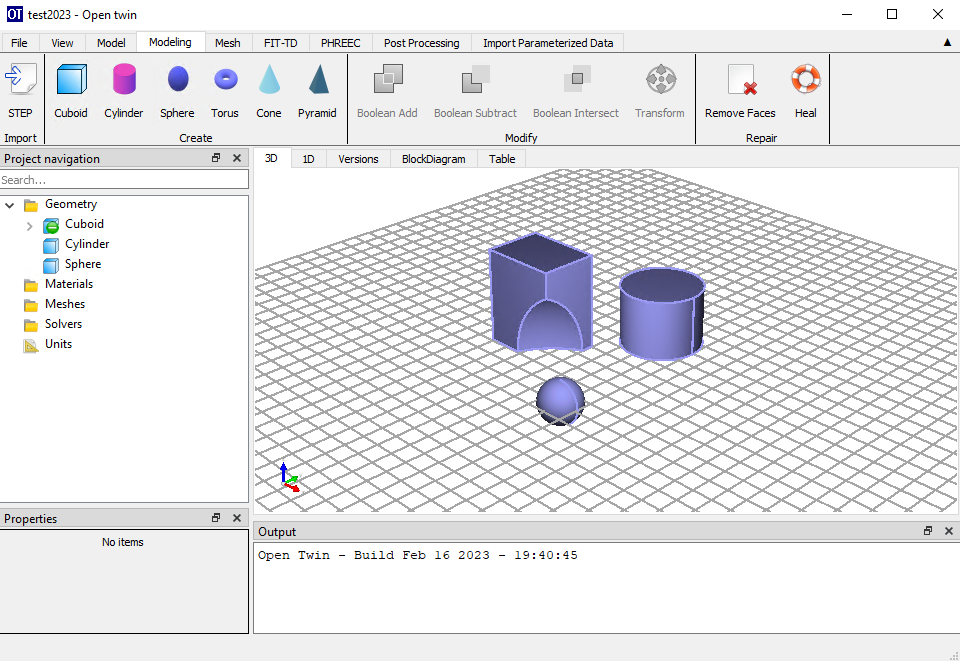 OT test2023 - Open twin
File View Model Modeling Mesh FIT-TD PHREEC Post Processing Import Parameterized Data
STEP Cuboid Cylinder Sphere Torus Cone Pyramid Boolean Add Boolean Subtract Boolean Intersect Transform Remove Faces Heal
Import Create Modify Repair
Project navigation
Search...
Geometry
Cuboid
Cylinder
Sphere
Materials
Meshes
Solvers
Units
3D 1D Versions BlockDiagram Table
Properties
No items
Output
Open Twin - Build Feb 16 2023 - 19:40:45